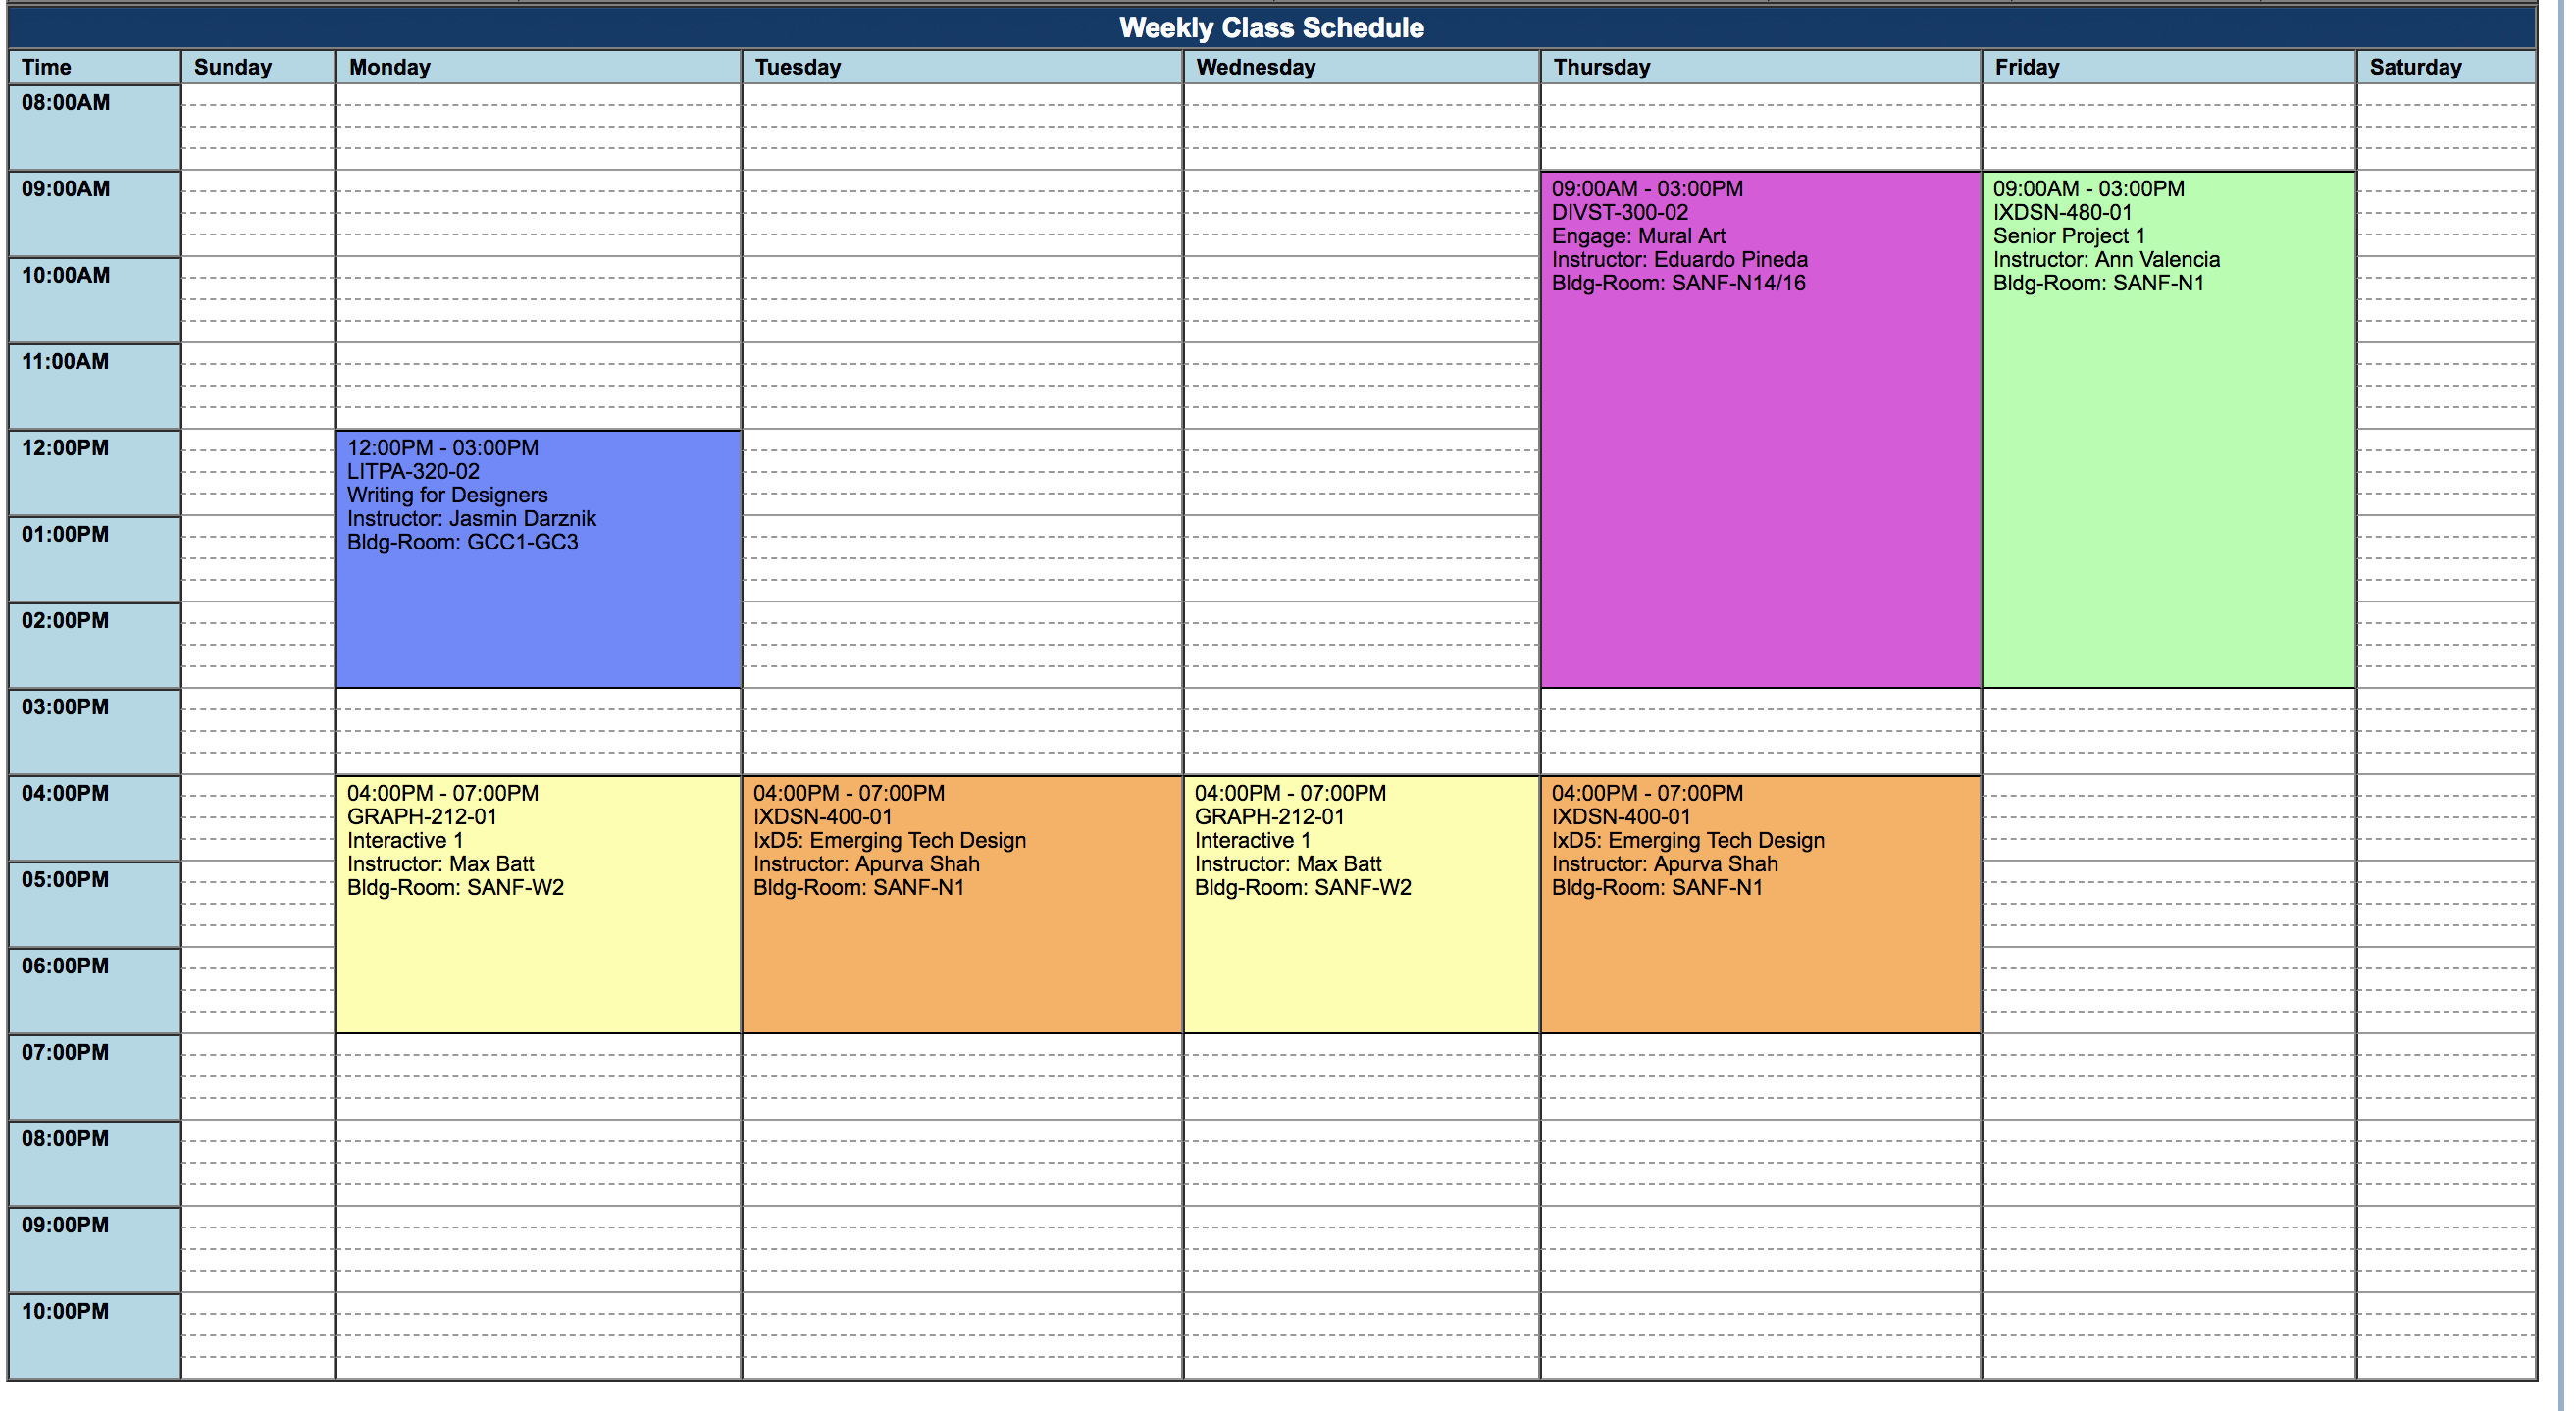 Weekly Class Schedule
Time Sunday Monday Tuesday Wednesday Thursday Friday Saturday
08:00AM
09:00AM
09:00AM - 03:00PM
DIVST-300-02
Engage: Mural Art
Instructor: Eduardo Pineda
Bldg-Room: SANF-N14/16
09:00AM - 03:00PM
IXDSN-480-01
Senior Project 1
Instructor: Ann Valencia
Bldg-Room: SANF-N1
10:00AM
11:00AM
12:00PM
12:00PM - 03:00PM
LITPA-320-02
Writing for Designers
Instructor: Jasmin Darznik
Bldg-Room: GCC1-GC3
01:00PM
02:00PM
03:00PM
04:00PM
04:00PM - 07:00PM
GRAPH-212-01
Interactive 1
Instructor: Max Batt
Bldg-Room: SANF-W2
04:00PM - 07:00PM
IXDSN-400-01
IxD5: Emerging Tech Design
Instructor: Apurva Shah
Bldg-Room: SANF-N1
04:00PM - 07:00PM
GRAPH-212-01
Interactive 1
Instructor: Max Batt
Bldg-Room: SANF-W2
04:00PM - 07:00PM
IXDSN-400-01
IxD5: Emerging Tech Design
Instructor: Apurva Shah
Bldg-Room: SANF-N1
05:00PM
06:00PM
07:00PM
08:00PM
09:00PM
10:00PM